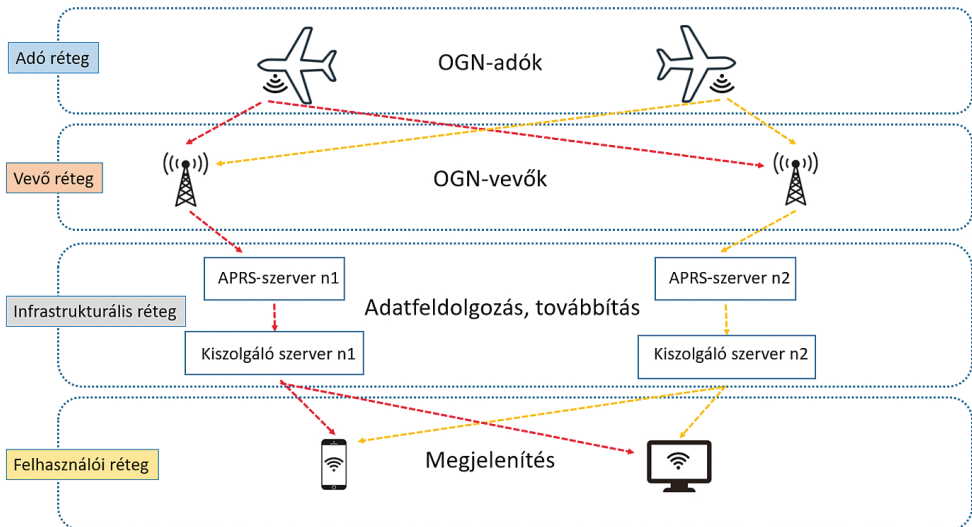 Adó réteg
OGN-adók
Vevő réteg
OGN-vevők
APRS-szerver n1
APRS-szerver n2
Infrastrukturális réteg
Adatfeldolgozás, továbbítás
Kiszolgáló szerver n1
Kiszolgáló szerver n2
Felhasználói réteg
Megjelenítés